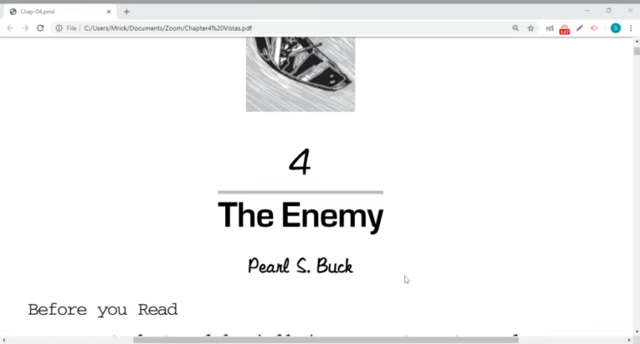 Chap-04.pmd
File | C:/Users/Mrick/Documents/Zoom/Chapter4%20Vistas.pdf
4
The Enemy
Pearl S. Buck
Before you Read